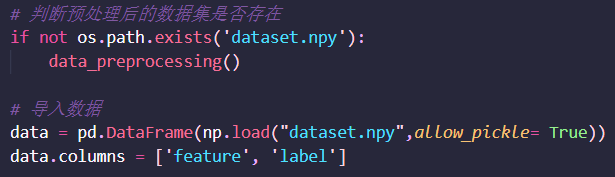 # 判断预处理后的数据集是否存在
if not os.path.exists('dataset.npy'):
    data_preprocessing()
# 导入数据
data = pd.DataFrame(np.load("dataset.npy",allow_pickle= True))
data.columns = ['feature', 'label']